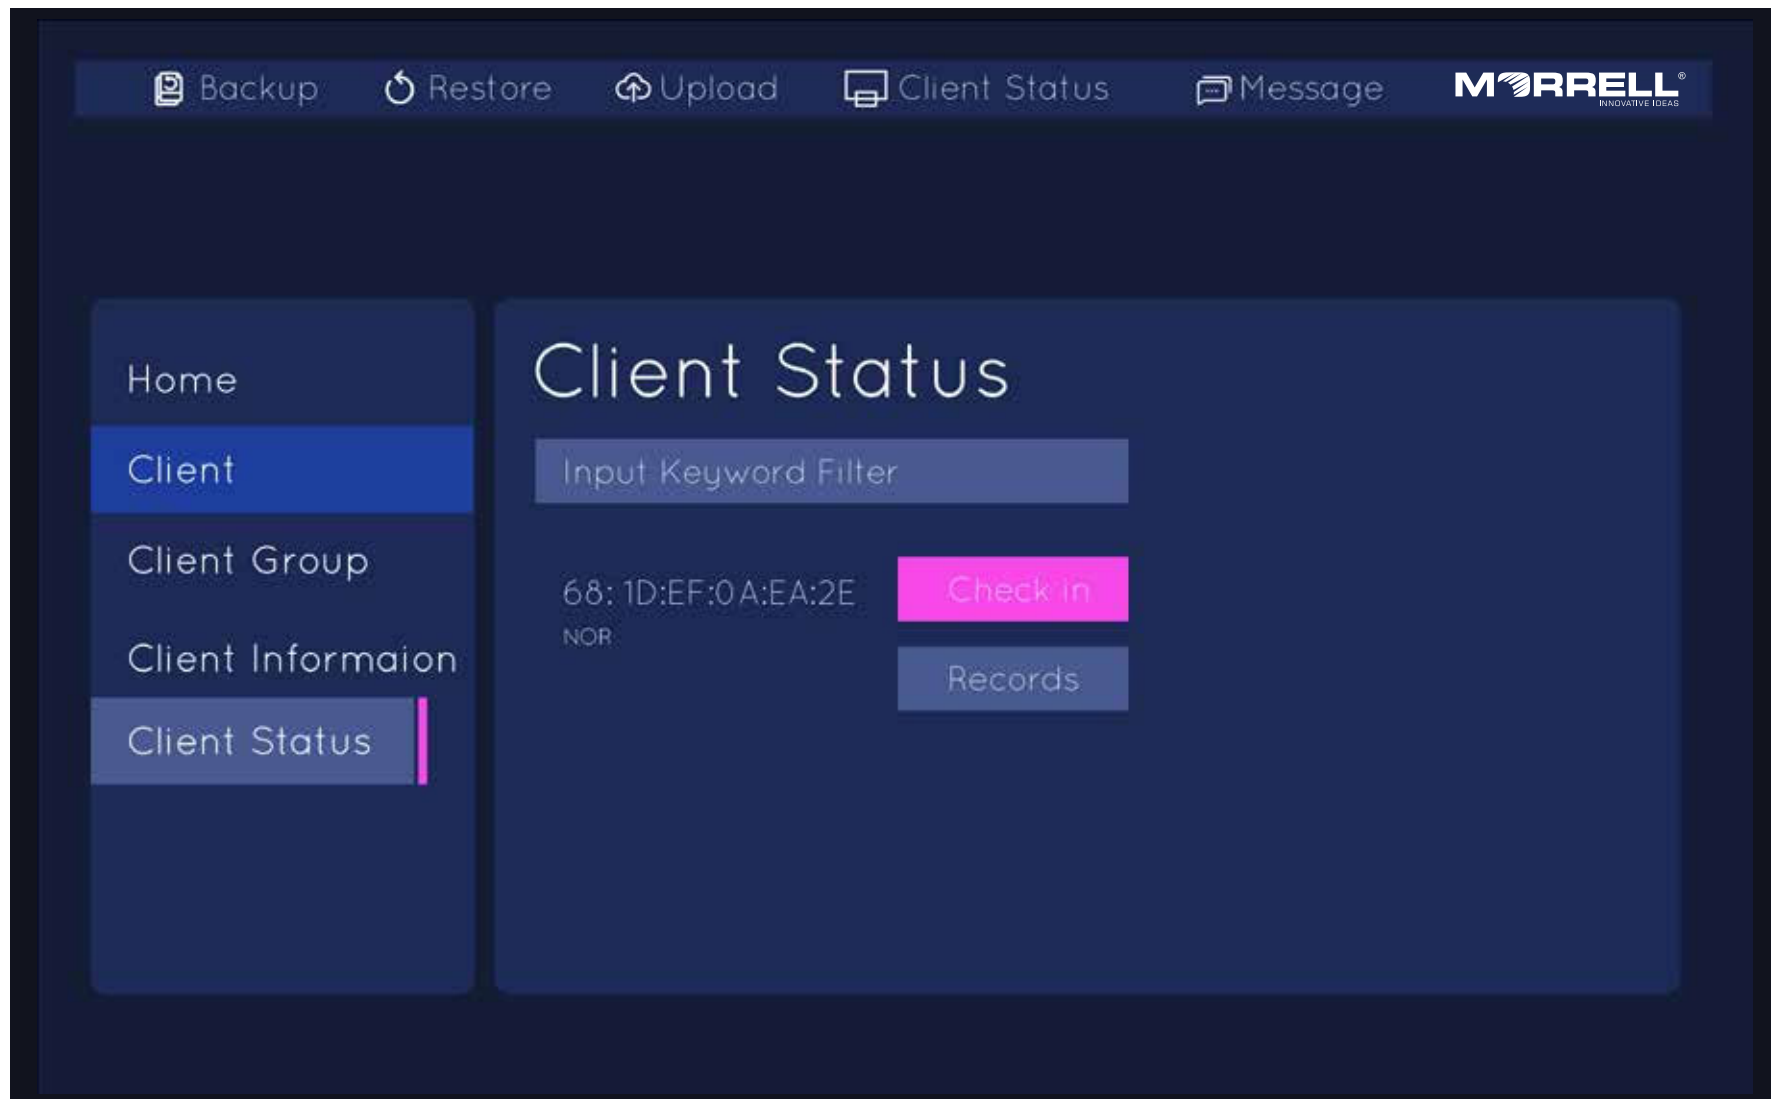 Backup Restore Upload Client Status Message MORRELL®
INNOVATIVE IDEAS
Home
Client
Client Group
Client Informaion
Client Status
Client Status
Input Keyword Filter
68: 1D:EF:0A:EA:2E
NOR
Check in
Records